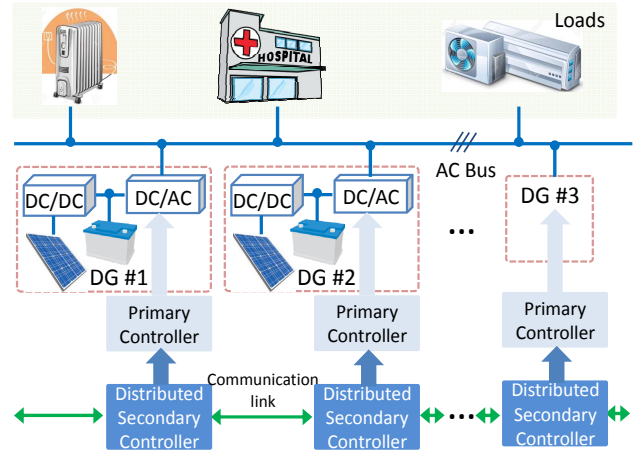 Loads
HOSPITAL
AC Bus
DC/DC
DC/AC
DG #1
DC/DC
DC/AC
DG #2
...
DG #3
Primary
Controller
Primary
Controller
Primary
Controller
Communication
link
Distributed
Secondary
Controller
Distributed
Secondary
Controller
...
Distributed
Secondary
Controller